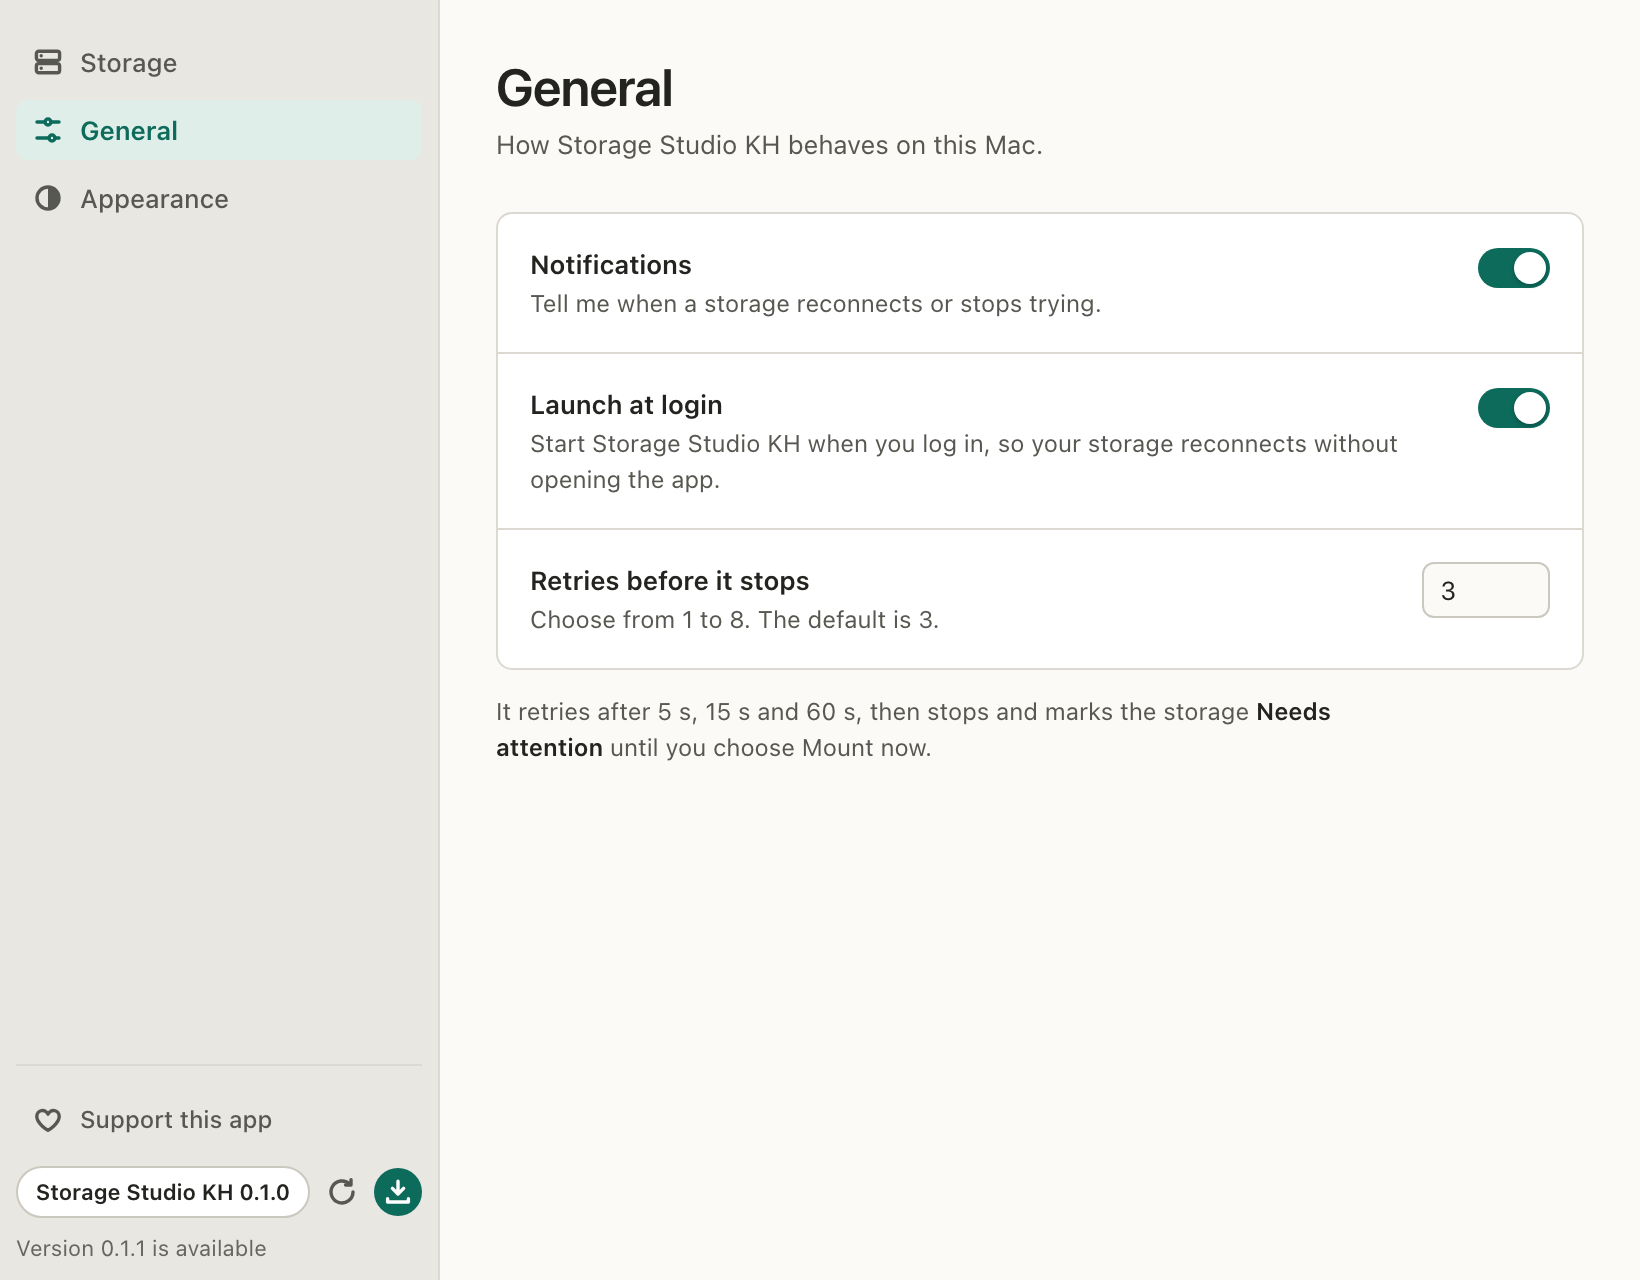 Storage
General
Appearance
Support this app
Storage Studio KH 0.1.0
Version 0.1.1 is available
General
How Storage Studio KH behaves on this Mac.
Notifications
Tell me when a storage reconnects or stops trying.
Launch at login
Start Storage Studio KH when you log in, so your storage reconnects without
opening the app.
Retries before it stops
Choose from 1 to 8. The default is 3.
3
It retries after 5 s, 15 s and 60 s, then stops and marks the storage Needs
attention until you choose Mount now.